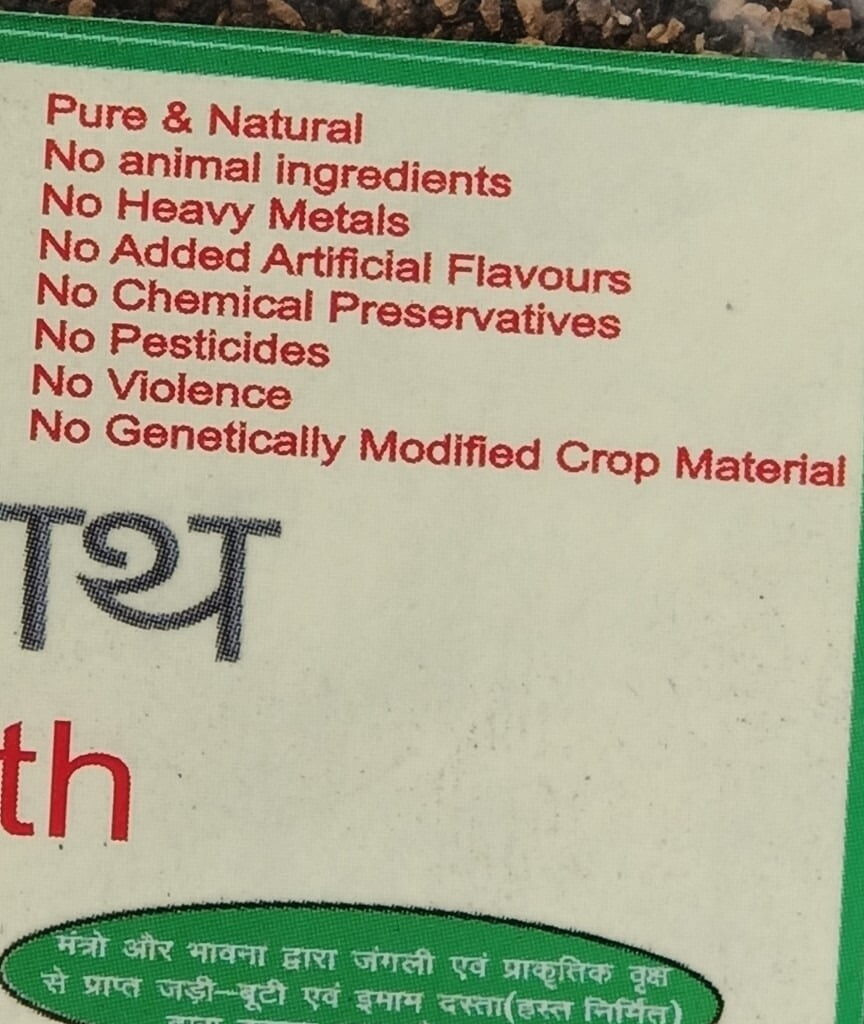 Pure & Natural
No animal ingredients
No Heavy Metals
No Added Artificial Flavours
No Chemical Preservatives
No Pesticides
No Violence
No Genetically Modified Crop Material
ाथ
th
मंत्रो और भावना द्वारा जंगली एवं प्राकृतिक वृक्ष
से प्राप्त जड़ी-बूटी एवं इमाम दस्ता(हस्त निर्मित)